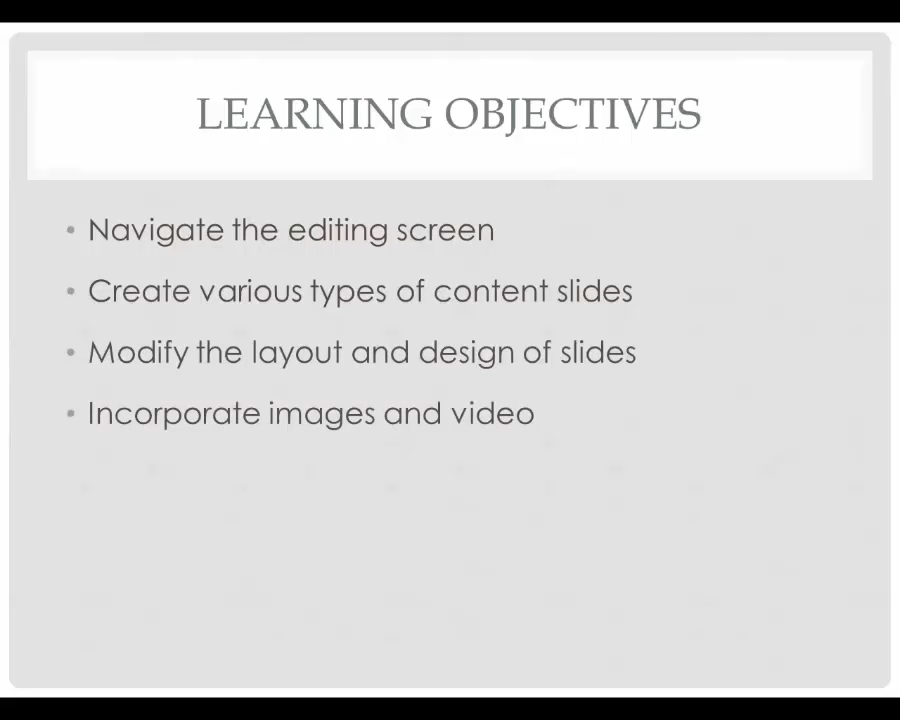 LEARNING OBJECTIVES
• Navigate the editing screen
• Create various types of content slides
• Modify the layout and design of slides
• Incorporate images and video